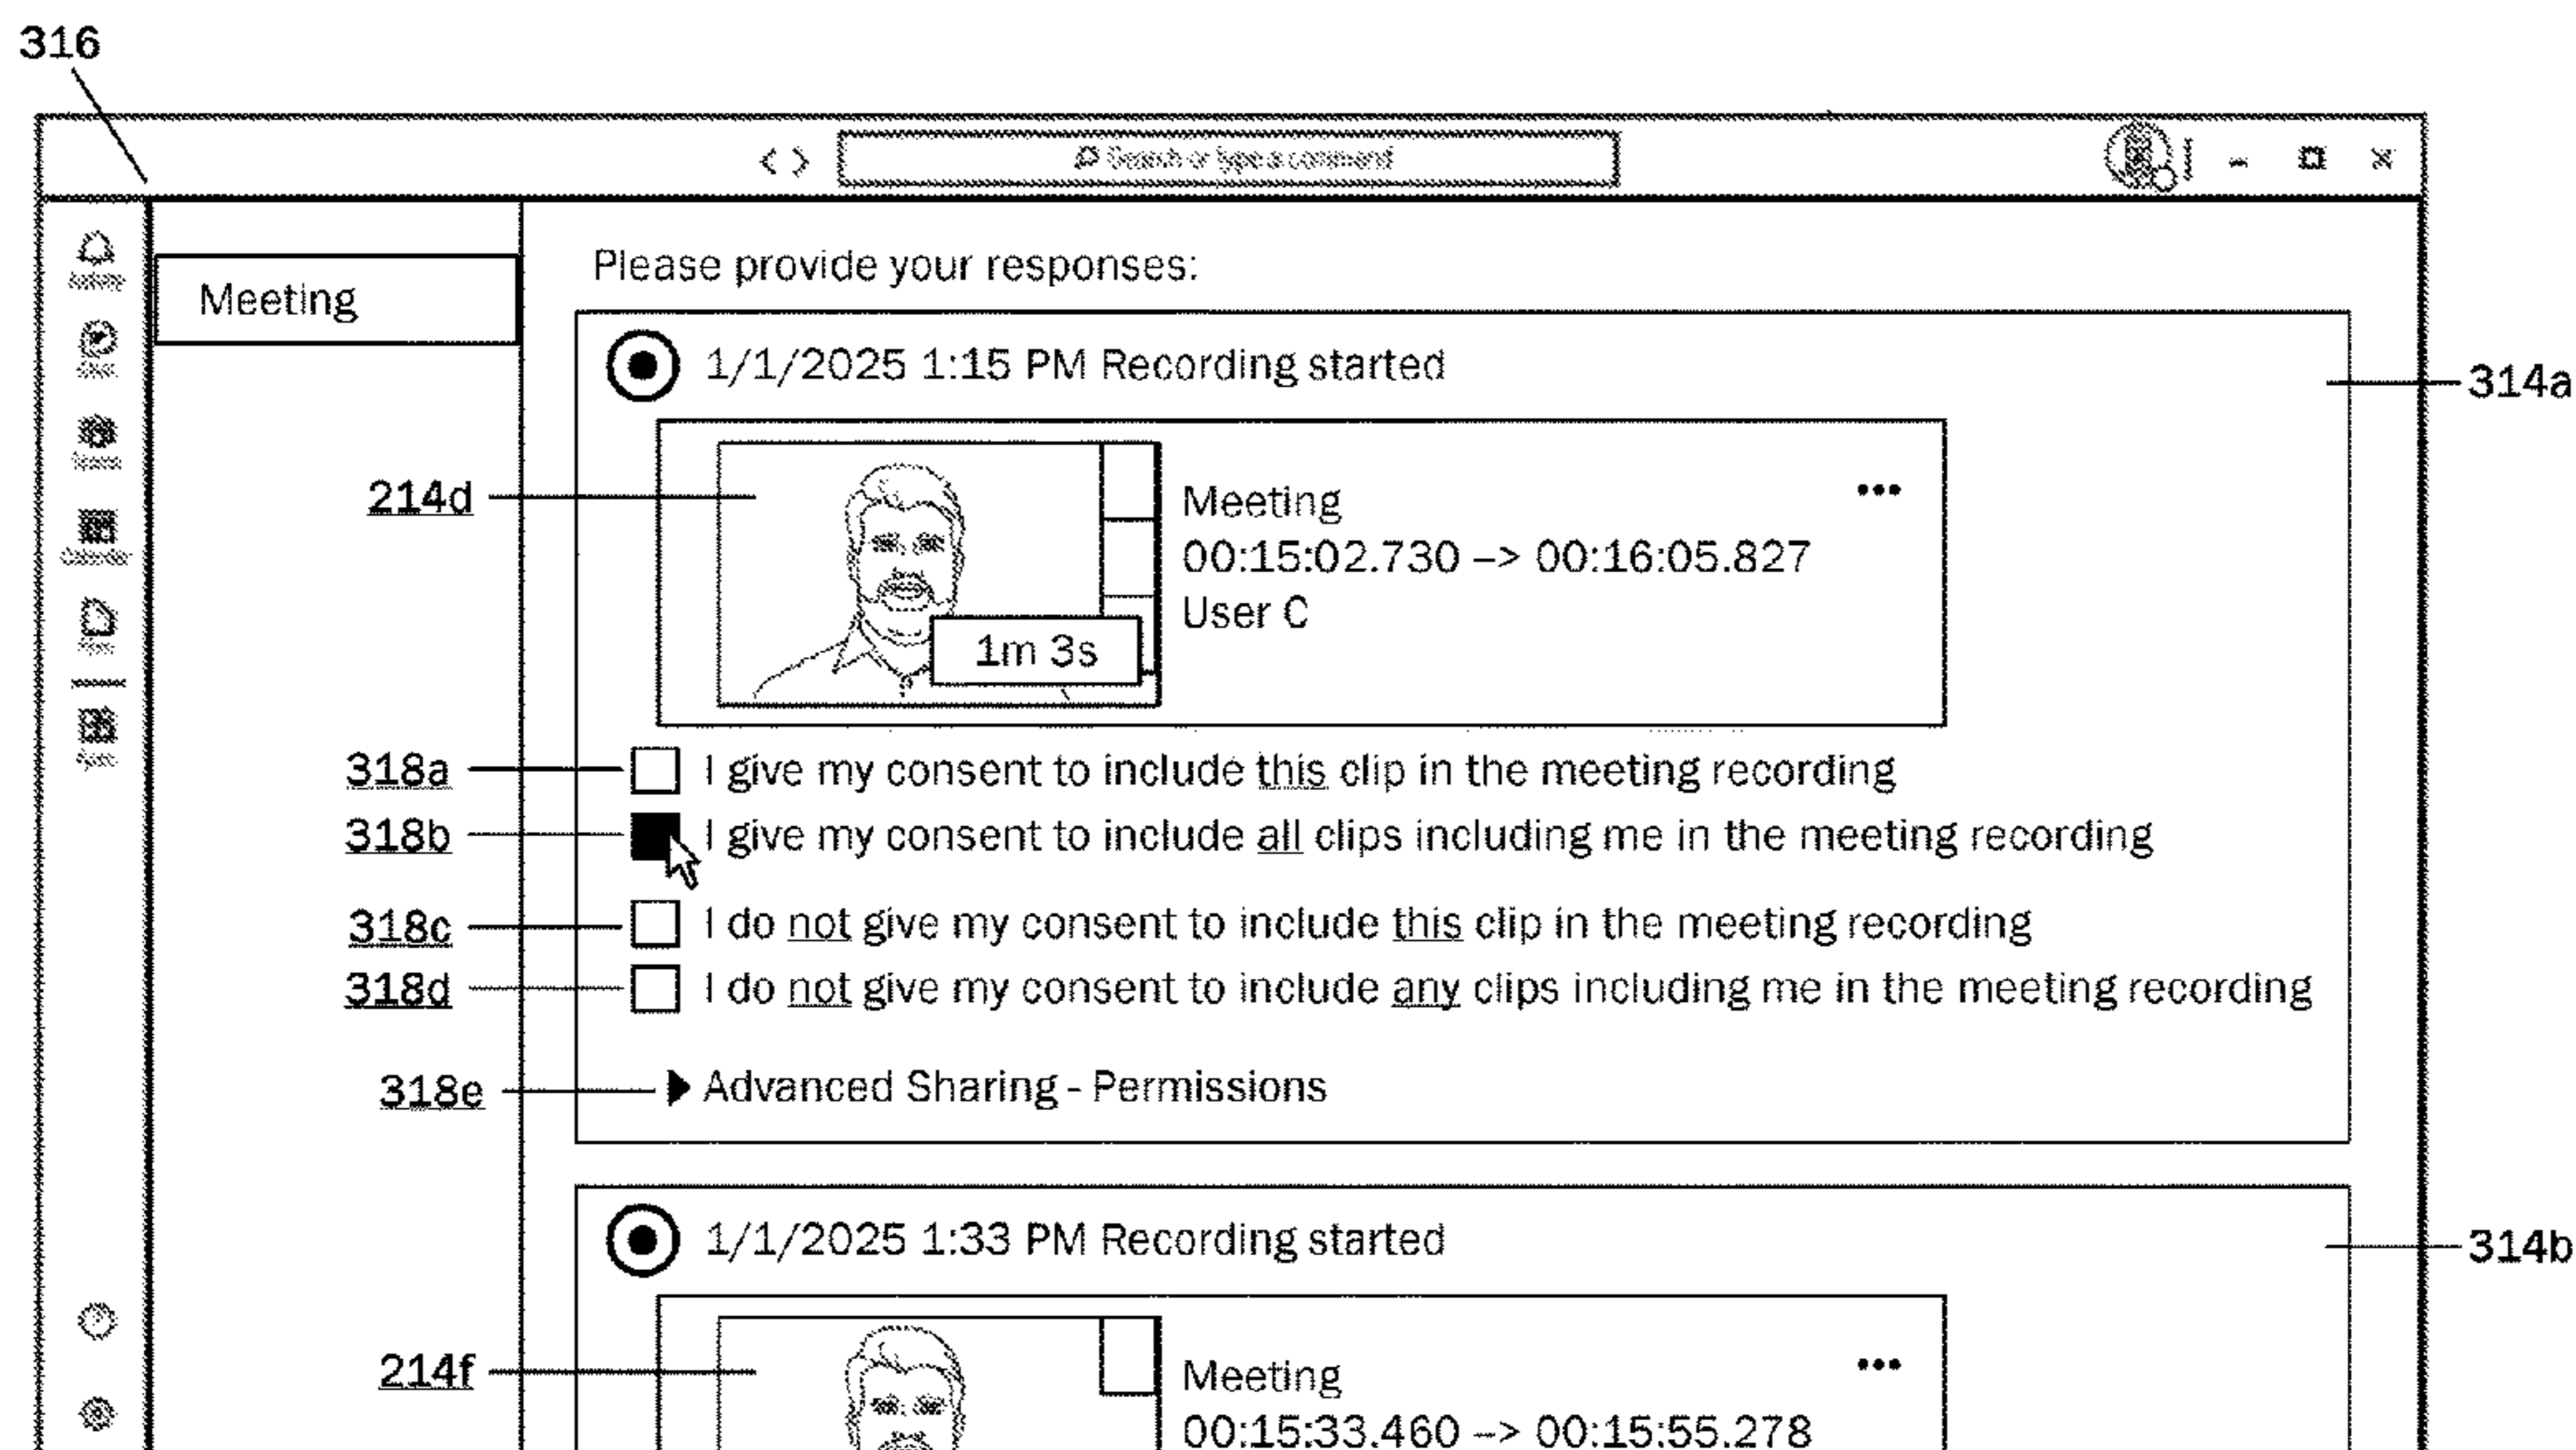 316
< > Search or type a command
Meeting
Please provide your responses:
1/1/2025 1:15 PM Recording started
314a
214d
Meeting
•••
00:15:02.730 –> 00:16:05.827
User C
1m 3s
318a I give my consent to include this clip in the meeting recording
318b I give my consent to include all clips including me in the meeting recording
318c I do not give my consent to include this clip in the meeting recording
318d I do not give my consent to include any clips including me in the meeting recording
318e Advanced Sharing - Permissions
1/1/2025 1:33 PM Recording started
314b
214f
Meeting
•••
00:15:33.460 –> 00:15:55.278